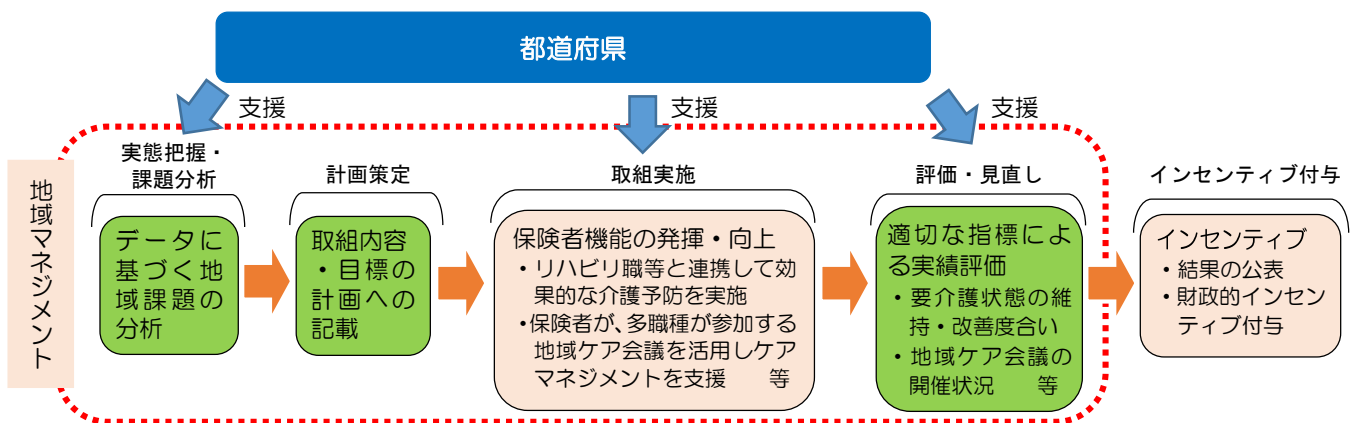 都道府県
支援
支援
支援
地域マネジメント
実態把握・
課題分析
データに
基づく地
域課題の
分析
計画策定
取組内容
・目標の
計画への
記載
取組実施
保険者機能の発揮・向上
・リハビリ職等と連携して効
果的な介護予防を実施
・保険者が、多職種が参加する
地域ケア会議を活用しケア
マネジメントを支援 等
評価・見直し
適切な指標によ
る実績評価
・要介護状態の維
持・改善度合い
・地域ケア会議の
開催状況 等
インセンティブ付与
インセンティブ
・結果の公表
・財政的インセン
ティブ付与